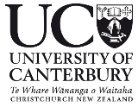 UC
UNIVERSITY OF
CANTERBURY
Te Whare Wānanga o Waitaha
CHRISTCHURCH NEW ZEALAND